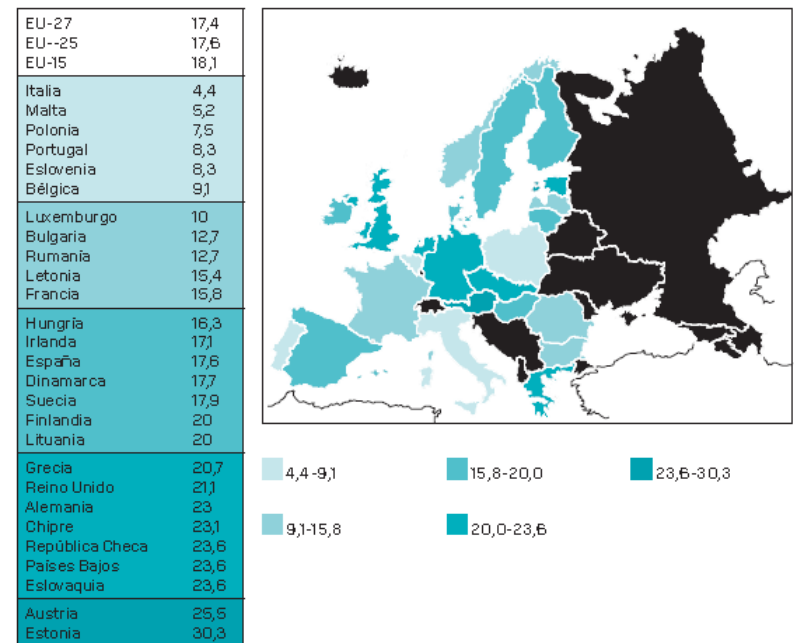 EU-27 17,4
EU--25 17,6
EU-15 18,1
Italia 4,4
Malta 5,2
Polonia 7,5
Portugal 8,3
Eslovenia 8,3
Bélgica 9,1
Luxemburgo 10
Bulgaria 12,7
Rumanía 12,7
Letonia 15,4
Francia 15,8
Hungría 16,3
Irlanda 17,1
España 17,6
Dinamarca 17,7
Suecia 17,9
Finlandia 20
Lituania 20
Grecia 20,7
Reino Unido 21,1
Alemania 23
Chipre 23,1
República Checa 23,6
Países Bajos 23,6
Eslovaquia 23,6
Austria 25,5
Estonia 30,3
4,4-9,1
15,8-20,0
23,6-30,3
9,1-15,8
20,0-23,6